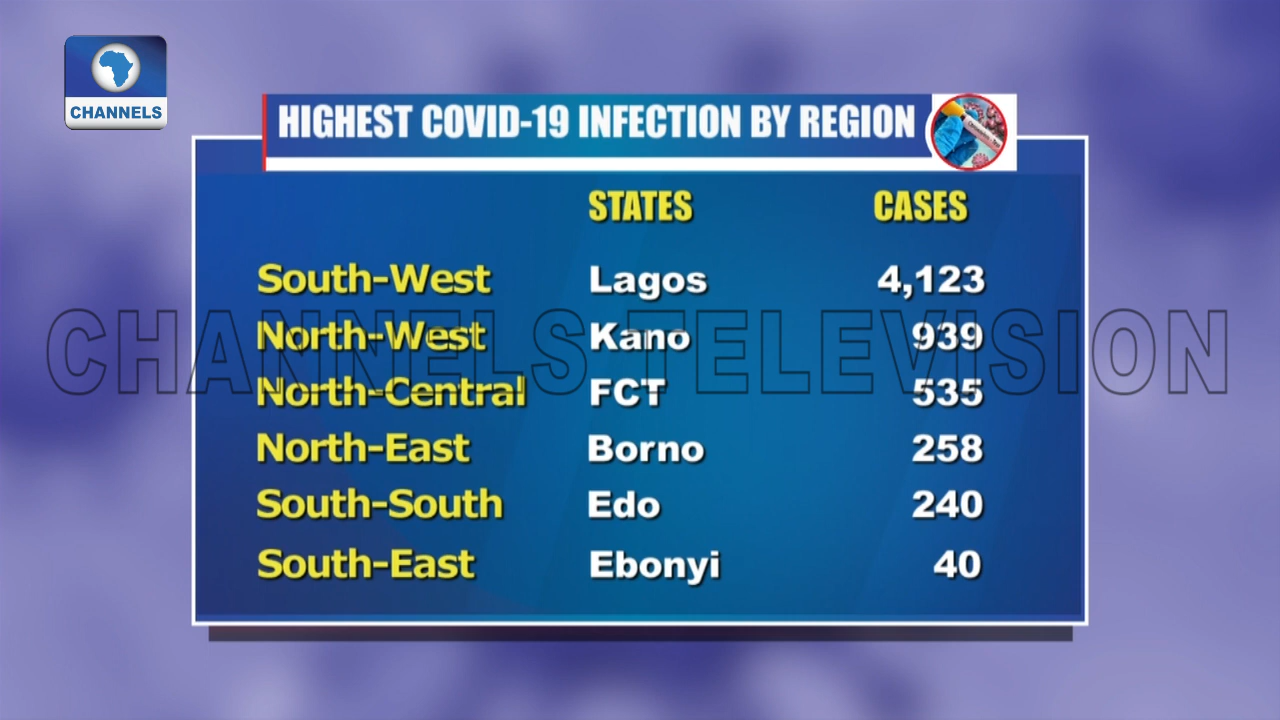 CHANNELS
HIGHEST COVID-19 INFECTION BY REGION
STATES CASES
South-West Lagos 4,123
North-West Kano 939
North-Central FCT 535
North-East Borno 258
South-South Edo 240
South-East Ebonyi 40
CHANNELS TELEVISION